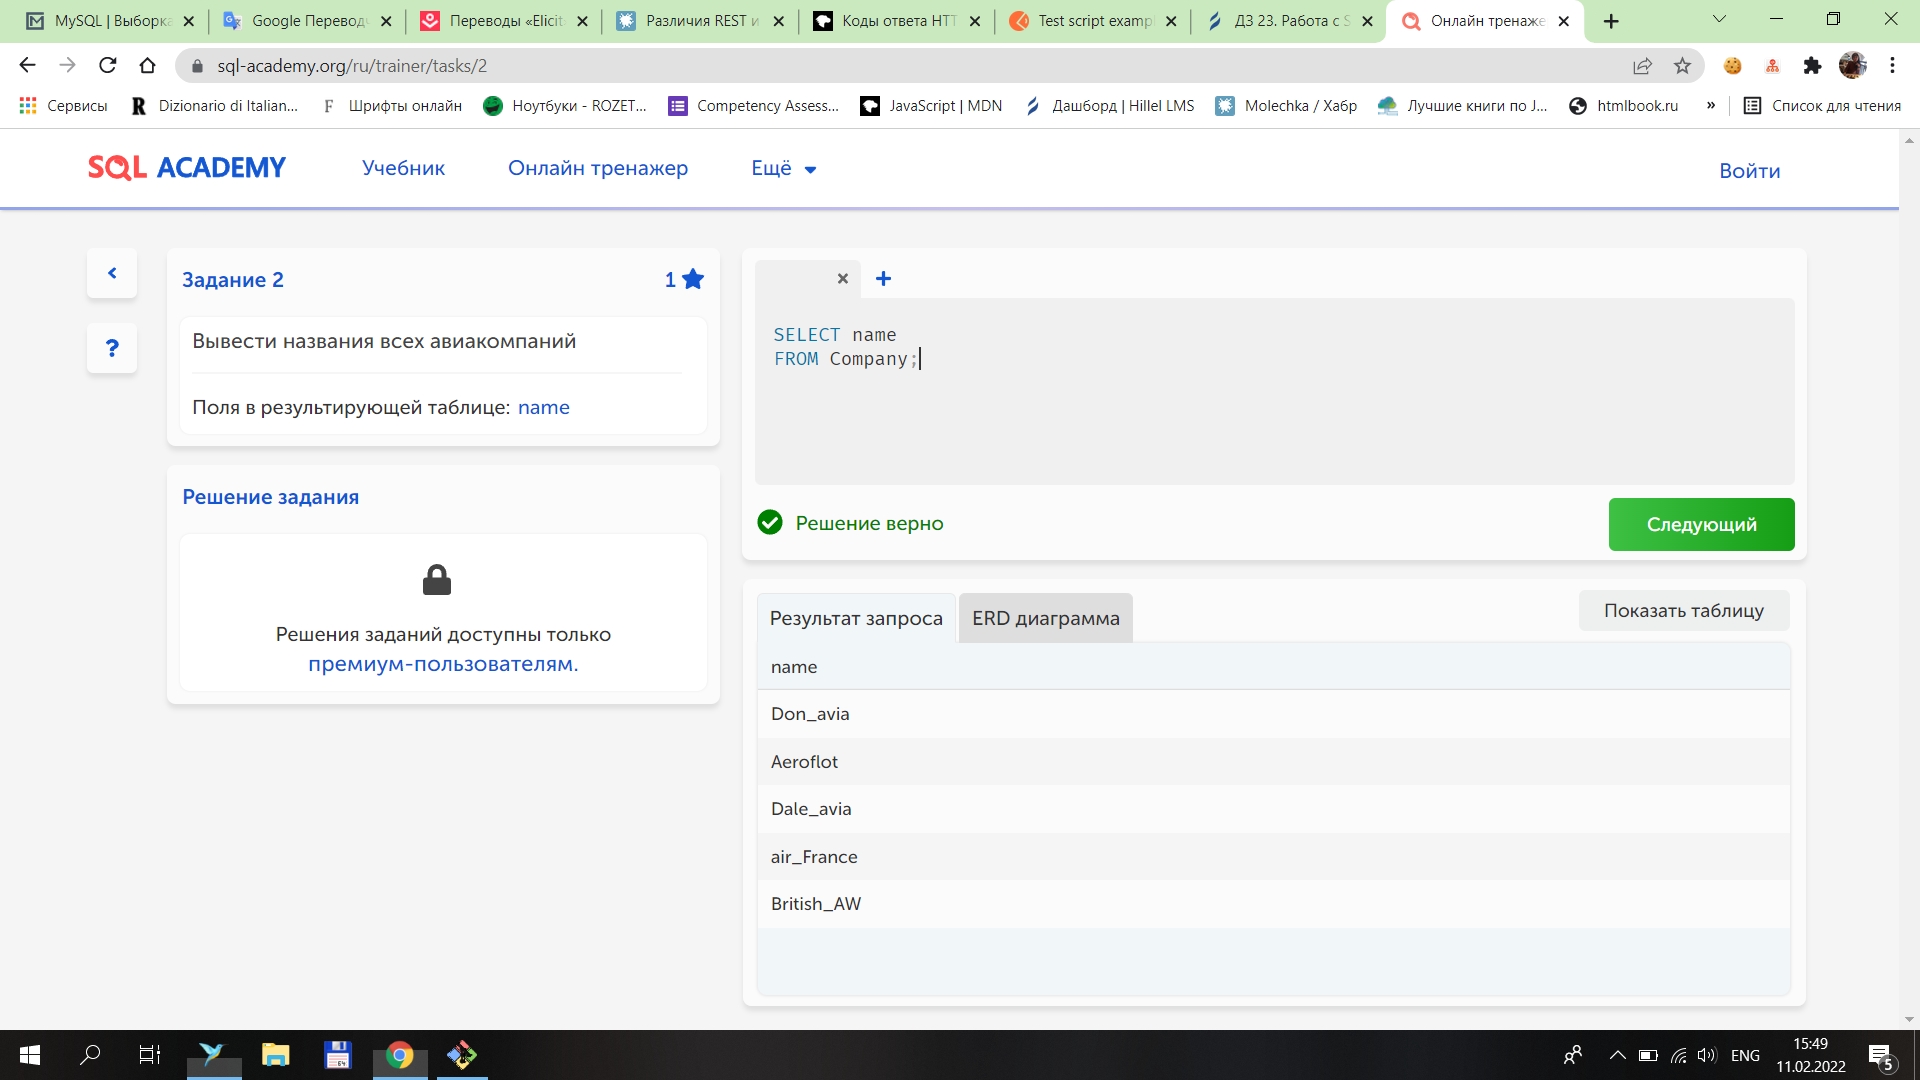 MySQL | Выборка
Google Перевод
Переводы «Elicit
Различия REST и
Коды ответа HTT
Test script examp
ДЗ 23. Работа с S
Онлайн тренаже
sql-academy.org/ru/trainer/tasks/2
Сервисы
Dizionario di Italian...
Шрифты онлайн
Ноутбуки - ROZET...
Competency Assess...
JavaScript | MDN
Дашборд | Hillel LMS
Molechka / Хабр
Лучшие книги по J...
htmlbook.ru
»
Список для чтения
SQL ACADEMY
Учебник
Онлайн тренажер
Ещё
Войти
Задание 2
1
Вывести названия всех авиакомпаний
Поля в результирующей таблице: name
Решение задания
Решения заданий доступны только
премиум-пользователям.
SELECT name
FROM Company;
Решение верно
Следующий
Результат запроса
ERD диаграмма
Показать таблицу
name
Don_avia
Aeroflot
Dale_avia
air_France
British_AW
ENG
15:49
11.02.2022
5